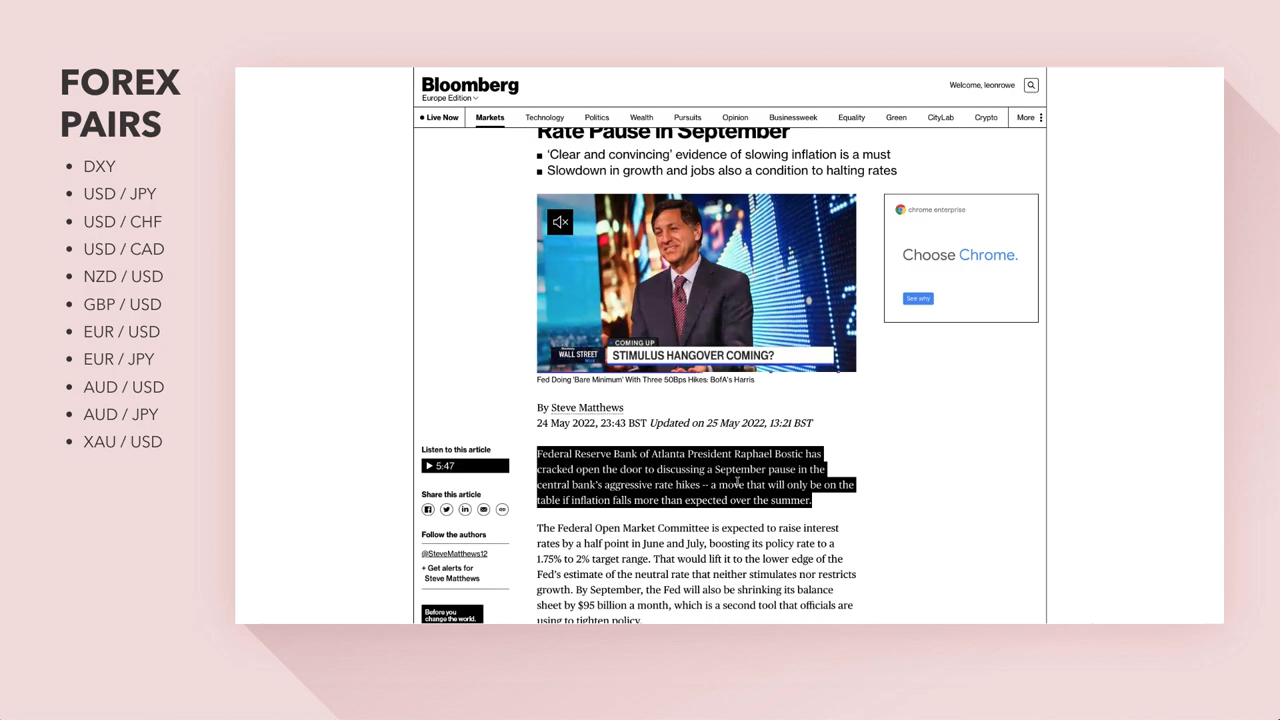 FOREX
PAIRS
• DXY
• USD / JPY
• USD / CHF
• USD / CAD
• NZD / USD
• GBP / USD
• EUR / USD
• EUR / JPY
• AUD / USD
• AUD / JPY
• XAU / USD
Bloomberg
Europe Edition
Welcome, leonrowe
Live Now Markets Technology Politics Wealth Pursuits Opinion Businessweek Equality Green CityLab Crypto More
Rate Pause in September
‘Clear and convincing’ evidence of slowing inflation is a must
Slowdown in growth and jobs also a condition to halting rates
COMING UP
WALL STREET
STIMULUS HANGOVER COMING?
Fed Doing 'Bare Minimum' With Three 50Bps Hikes: BofA's Harris
chrome enterprise
Choose Chrome.
See why
By Steve Matthews
24 May 2022, 23:43 BST Updated on 25 May 2022, 13:21 BST
Listen to this article
5:47
Share this article
Follow the authors
@SteveMatthews12
+ Get alerts for
Steve Matthews
Before you
change the world.
Federal Reserve Bank of Atlanta President Raphael Bostic has
cracked open the door to discussing a September pause in the
central bank’s aggressive rate hikes -- a move that will only be on the
table if inflation falls more than expected over the summer.
The Federal Open Market Committee is expected to raise interest
rates by a half point in June and July, boosting its policy rate to a
1.75% to 2% target range. That would lift it to the lower edge of the
Fed’s estimate of the neutral rate that neither stimulates nor restricts
growth. By September, the Fed will also be shrinking its balance
sheet by $95 billion a month, which is a second tool that officials are
using to tighten policy.